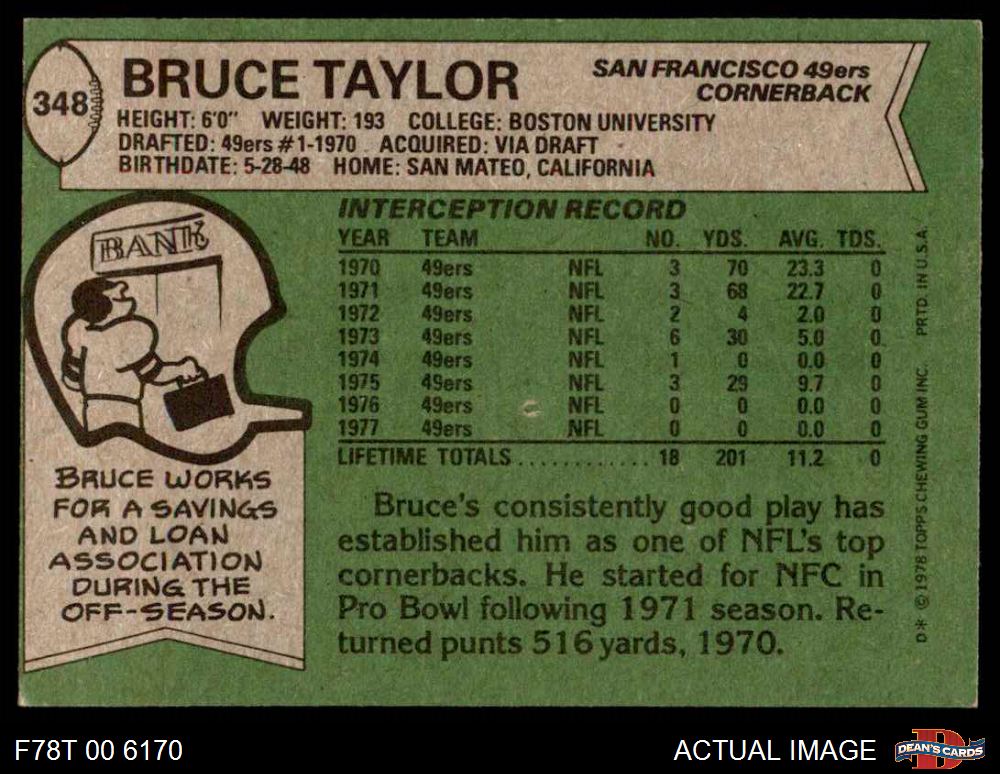 348
BRUCE TAYLOR
SAN FRANCISCO 49ers
CORNERBACK
HEIGHT: 6'0" WEIGHT: 193 COLLEGE: BOSTON UNIVERSITY
DRAFTED: 49ers #1-1970 ACQUIRED: VIA DRAFT
BIRTHDATE: 5-28-48 HOME: SAN MATEO, CALIFORNIA
BANK
BRUCE WORKS
FOR A SAVINGS
AND LOAN
ASSOCIATION
DURING THE
OFF-SEASON.
INTERCEPTION RECORD
YEAR TEAM NO. YDS. AVG. TDS.
1970 49ers NFL 3 70 23.3 0
1971 49ers NFL 3 68 22.7 0
1972 49ers NFL 2 4 2.0 0
1973 49ers NFL 6 30 5.0 0
1974 49ers NFL 1 0 0.0 0
1975 49ers NFL 3 29 9.7 0
1976 49ers NFL 0 0 0.0 0
1977 49ers NFL 0 0 0.0 0
LIFETIME TOTALS............ 18 201 11.2 0
Bruce's consistently good play has
established him as one of NFL's top
cornerbacks. He started for NFC in
Pro Bowl following 1971 season. Re-
turned punts 516 yards, 1970.
D* © 1978 TOPPS CHEWING GUM INC. PRTD. IN U.S.A.
F78T 00 6170
ACTUAL IMAGE
DEAN'S CARDS